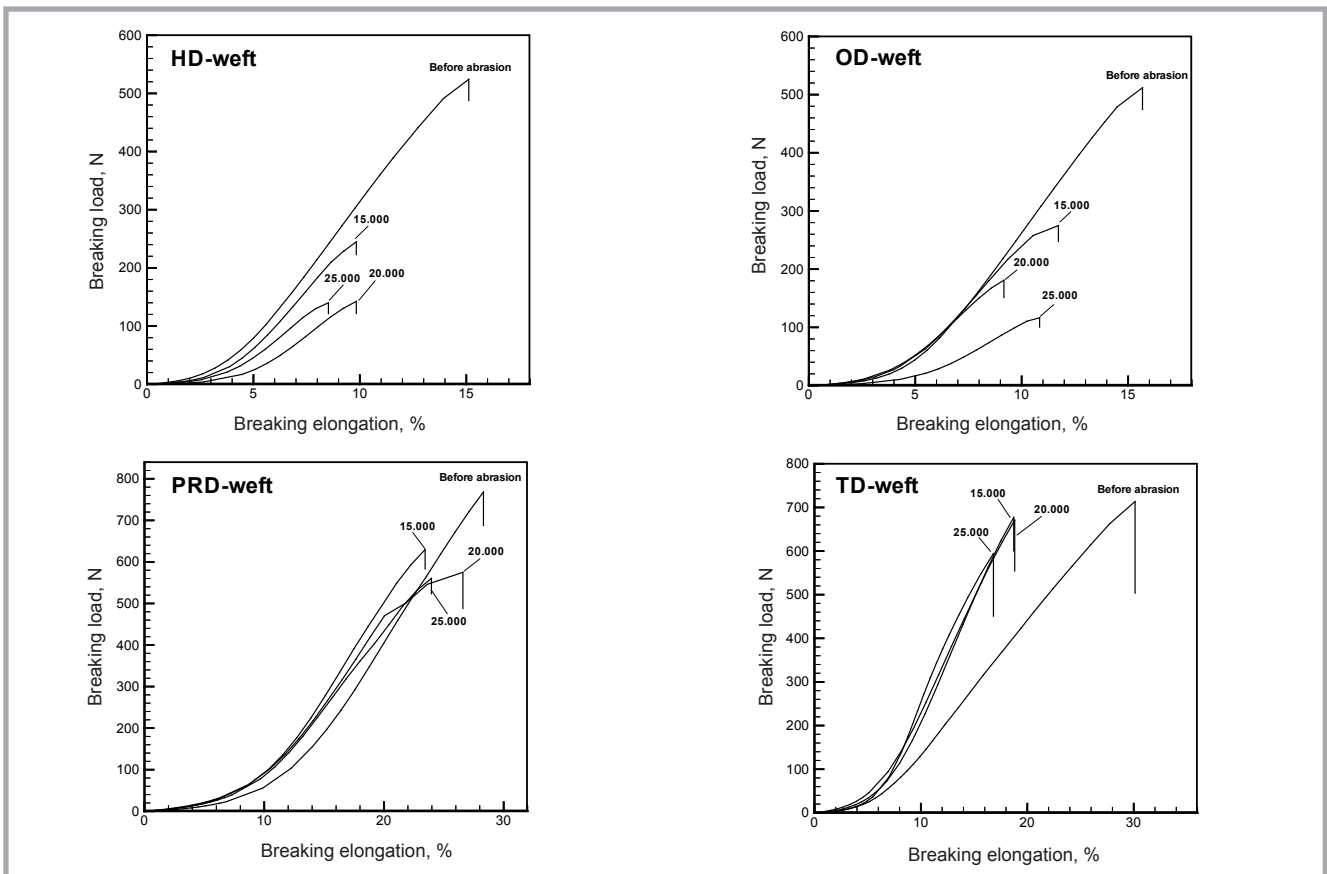 HD-weft
Before abrasion
15.000
25.000
20.000
600
500
400
300
200
100
0
0 5 10 15
Breaking load, N
Breaking elongation, %
OD-weft
Before abrasion
15.000
20.000
25.000
600
500
400
300
200
100
0
0 5 10 15
Breaking load, N
Breaking elongation, %
PRD-weft
Before abrasion
15.000
20.000
25.000
800
700
600
500
400
300
200
100
0
0 10 20 30
Breaking load, N
Breaking elongation, %
TD-weft
Before abrasion
15.000
20.000
25.000
800
700
600
500
400
300
200
100
0
0 10 20 30
Breaking load, N
Breaking elongation, %